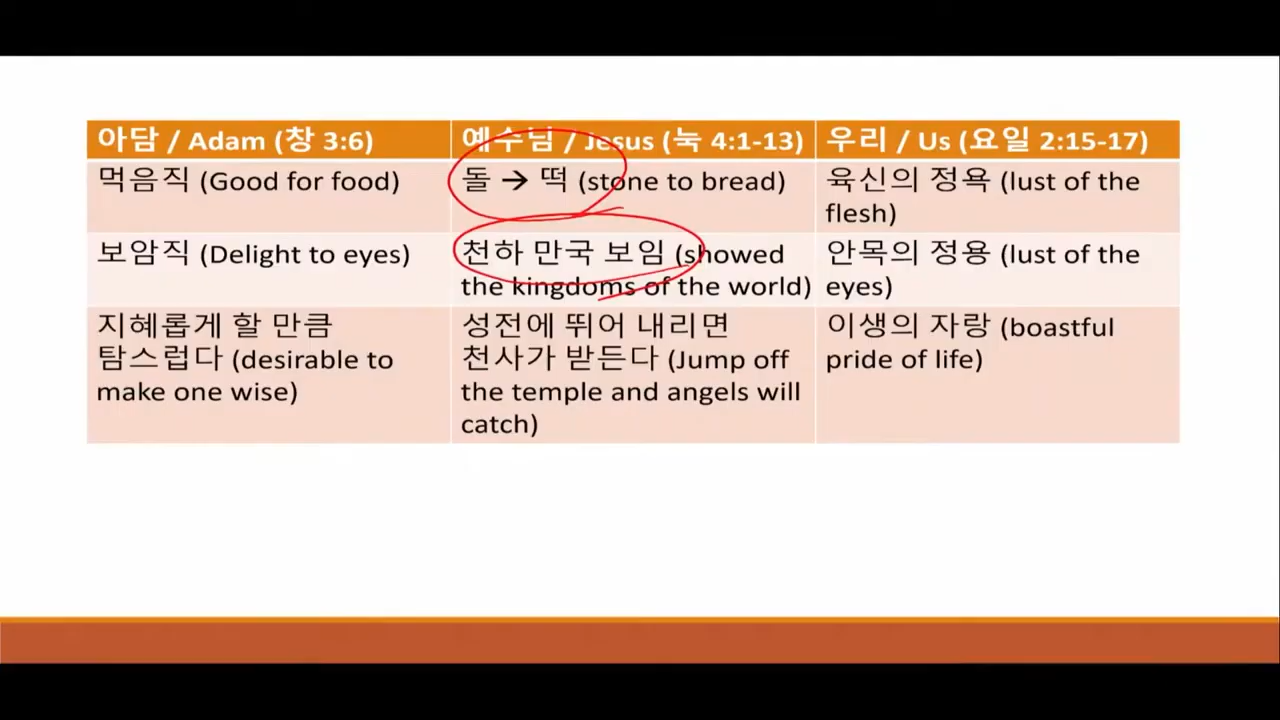 아담 / Adam (창 3:6)
예수님 / Jesus (눅 4:1-13)
우리 / Us (요일 2:15-17)
먹음직 (Good for food)
돌 → 떡 (stone to bread)
육신의 정욕 (lust of the
flesh)
보암직 (Delight to eyes)
천하 만국 보임 (showed
the kingdoms of the world)
안목의 정용 (lust of the
eyes)
지혜롭게 할 만큼
탐스럽다 (desirable to
make one wise)
성전에 뛰어 내리면
천사가 받든다 (Jump off
the temple and angels will
catch)
이생의 자랑 (boastful
pride of life)